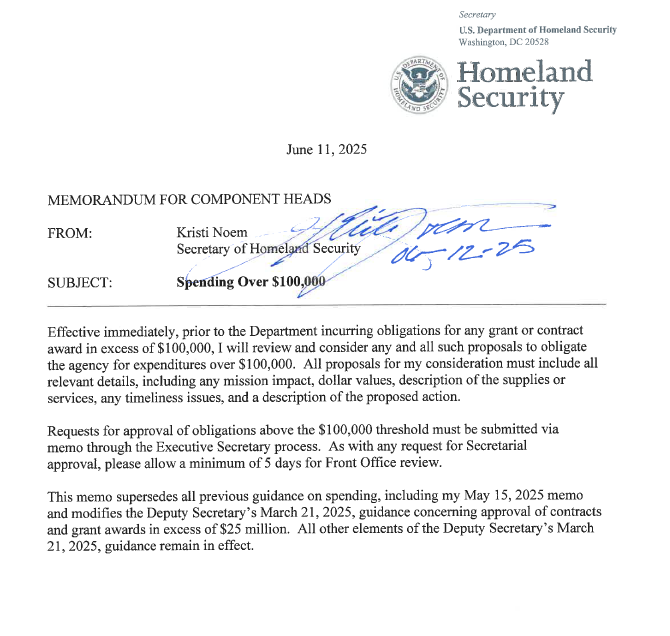 Secretary
U.S. Department of Homeland Security
Washington, DC 20528
U.S. DEPARTMENT OF HOMELAND SECURITY
Homeland
Security
June 11, 2025
MEMORANDUM FOR COMPONENT HEADS
FROM: Kristi Noem
Secretary of Homeland Security
Kristi Noem
06-12-25
SUBJECT: Spending Over $100,000
Effective immediately, prior to the Department incurring obligations for any grant or contract
award in excess of $100,000, I will review and consider any and all such proposals to obligate
the agency for expenditures over $100,000. All proposals for my consideration must include all
relevant details, including any mission impact, dollar values, description of the supplies or
services, any timeliness issues, and a description of the proposed action.
Requests for approval of obligations above the $100,000 threshold must be submitted via
memo through the Executive Secretary process. As with any request for Secretarial
approval, please allow a minimum of 5 days for Front Office review.
This memo supersedes all previous guidance on spending, including my May 15, 2025 memo
and modifies the Deputy Secretary's March 21, 2025, guidance concerning approval of contracts
and grant awards in excess of $25 million. All other elements of the Deputy Secretary's March
21, 2025, guidance remain in effect.